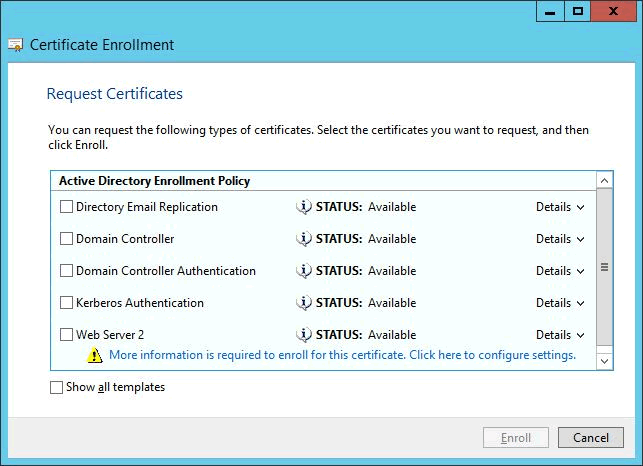 Certificate Enrollment
Request Certificates
You can request the following types of certificates. Select the certificates you want to request, and then
click Enroll.
Active Directory Enrollment Policy
Directory Email Replication STATUS: Available Details
Domain Controller STATUS: Available Details
Domain Controller Authentication STATUS: Available Details
Kerberos Authentication STATUS: Available Details
Web Server 2 STATUS: Available Details
More information is required to enroll for this certificate. Click here to configure settings.
Show all templates
Enroll Cancel